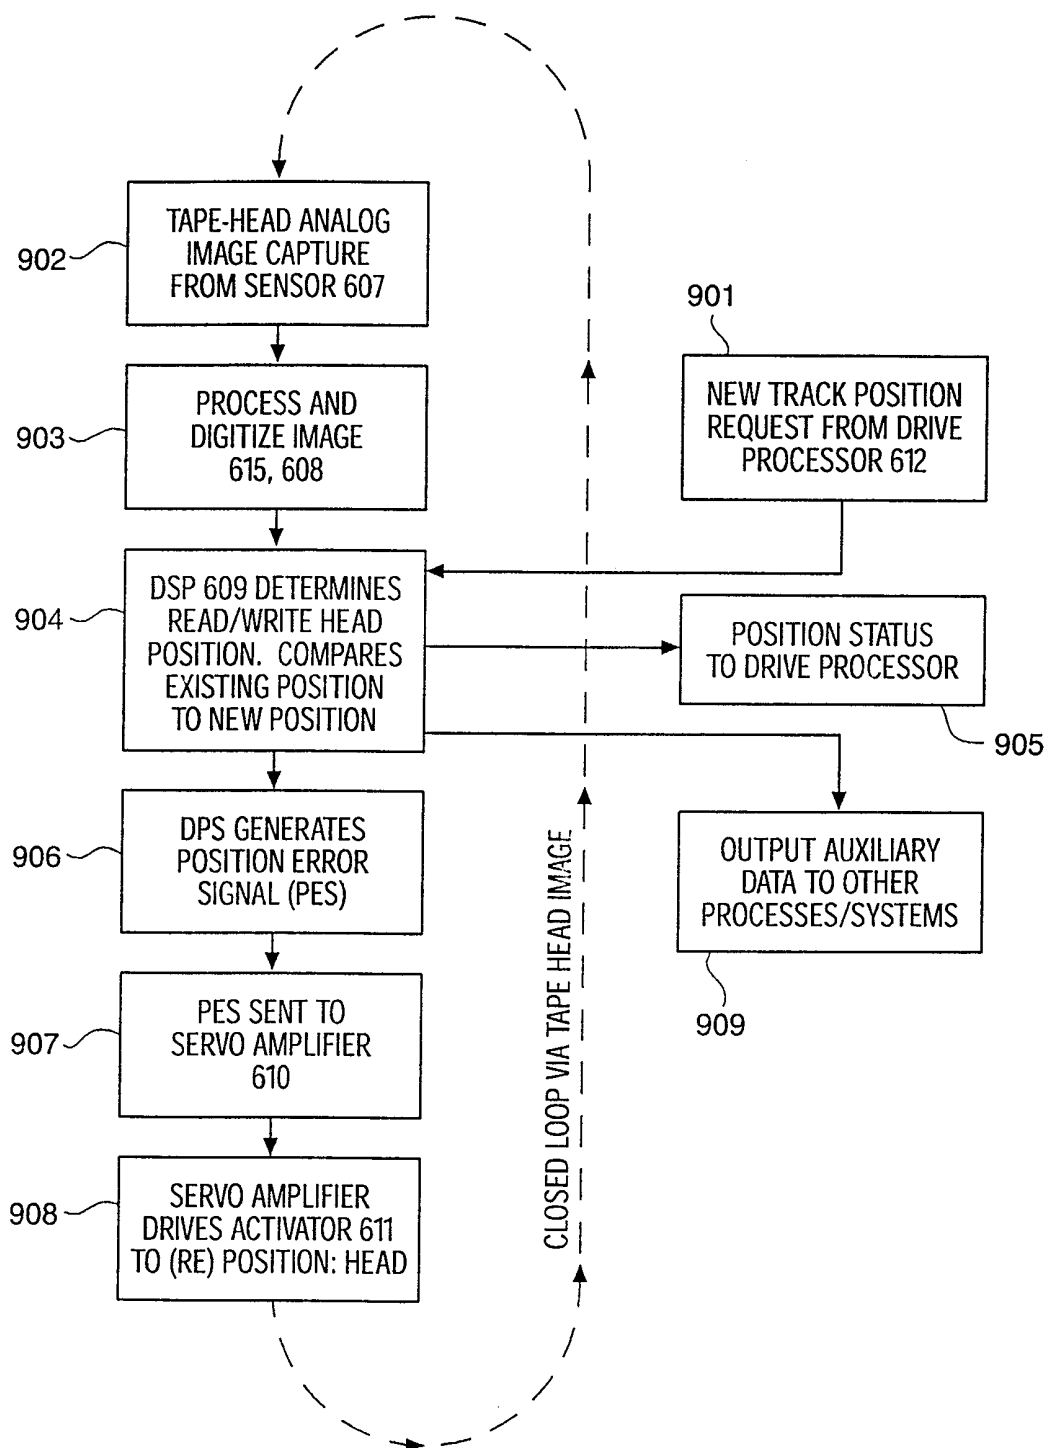 902
TAPE-HEAD ANALOG
IMAGE CAPTURE
FROM SENSOR 607
903
PROCESS AND
DIGITIZE IMAGE
615, 608
901
NEW TRACK POSITION
REQUEST FROM DRIVE
PROCESSOR 612
904
DSP 609 DETERMINES
READ/WRITE HEAD
POSITION. COMPARES
EXISTING POSITION
TO NEW POSITION
POSITION STATUS
TO DRIVE PROCESSOR
905
906
DPS GENERATES
POSITION ERROR
SIGNAL (PES)
OUTPUT AUXILIARY
DATA TO OTHER
PROCESSES/SYSTEMS
909
907
PES SENT TO
SERVO AMPLIFIER
610
908
SERVO AMPLIFIER
DRIVES ACTIVATOR 611
TO (RE) POSITION: HEAD
CLOSED LOOP VIA TAPE HEAD IMAGE